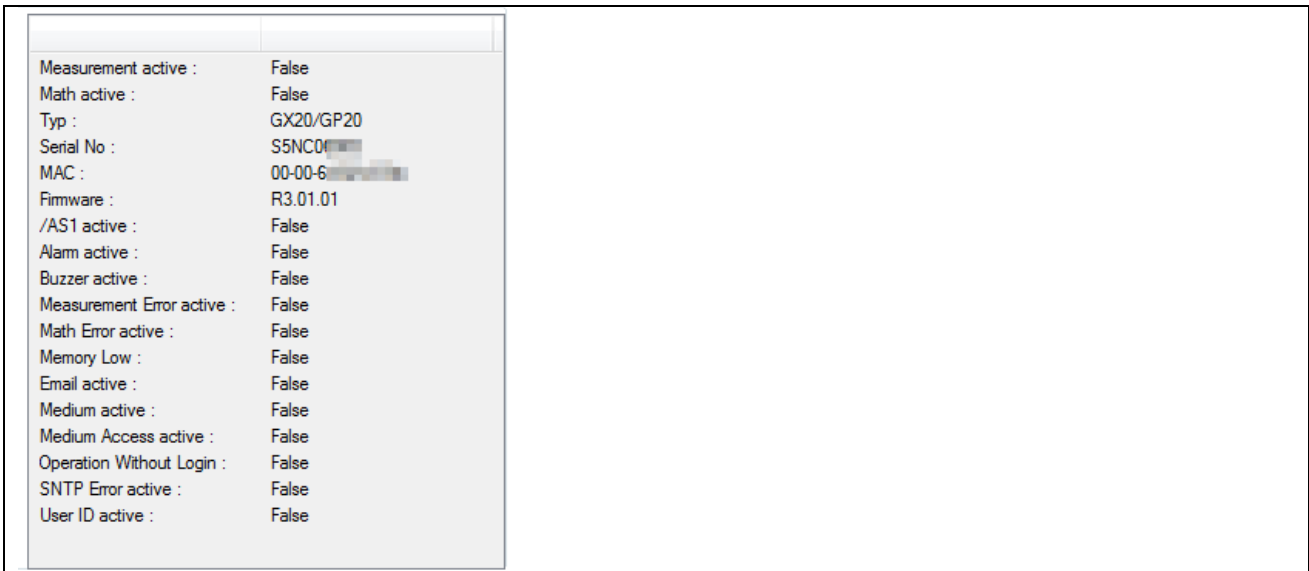 Measurement active : False
Math active : False
Typ : GX20/GP20
Serial No : S5NC0
MAC : 00-00-6
Firmware : R3.01.01
/AS1 active : False
Alarm active : False
Buzzer active : False
Measurement Error active : False
Math Error active : False
Memory Low : False
Email active : False
Medium active : False
Medium Access active : False
Operation Without Login : False
SNTP Error active : False
User ID active : False